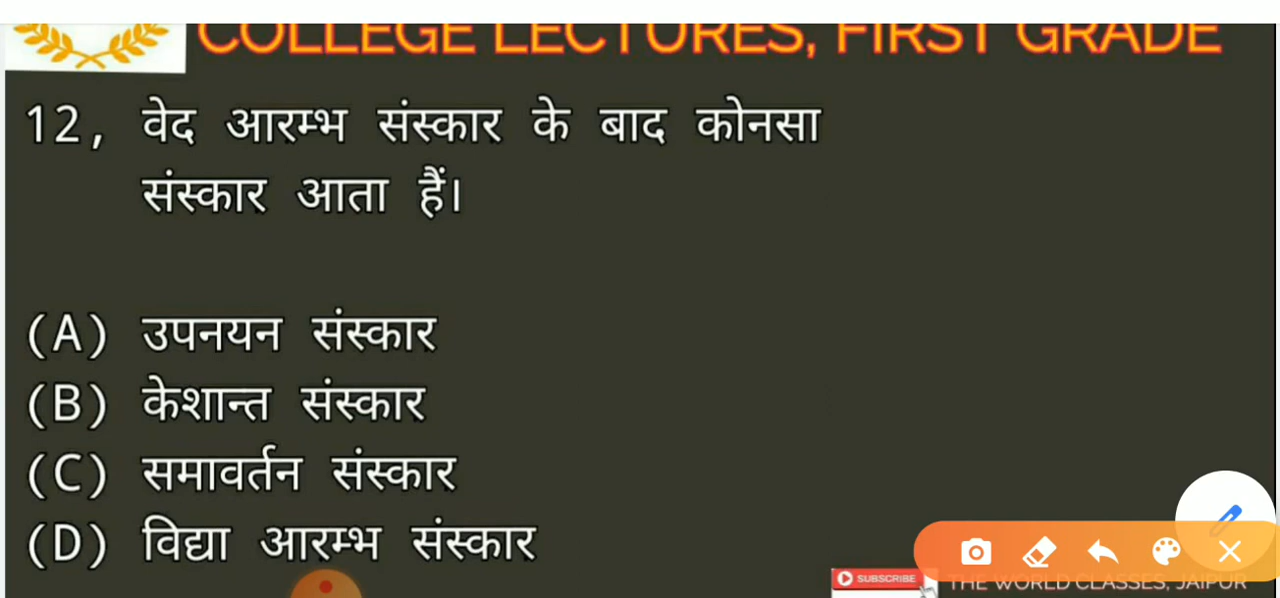 COLLEGE LECTURES, FIRST GRADE
12, वेद आरम्भ संस्कार के बाद कोनसा
संस्कार आता हैं।
(A) उपनयन संस्कार
(B) केशान्त संस्कार
(C) समावर्तन संस्कार
(D) विद्या आरम्भ संस्कार
SUBSCRIBE
THE WORLD CLASSES, JAIPUR